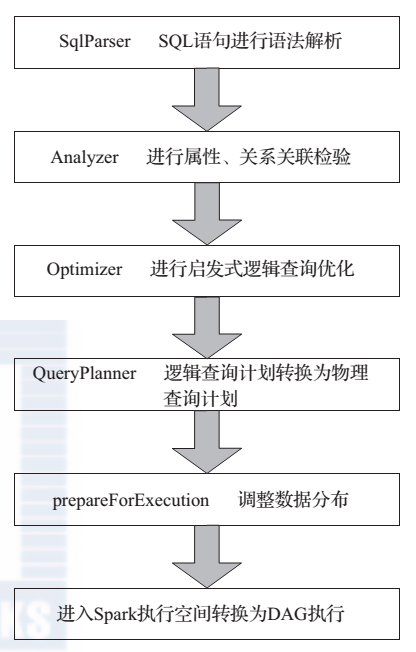 SqlParser SQL语句进行语法解析
Analyzer 进行属性、关系关联检验
Optimizer 进行启发式逻辑查询优化
QueryPlanner 逻辑查询计划转换为物理
查询计划
prepareForExecution 调整数据分布
进入Spark执行空间转换为DAG执行
KS